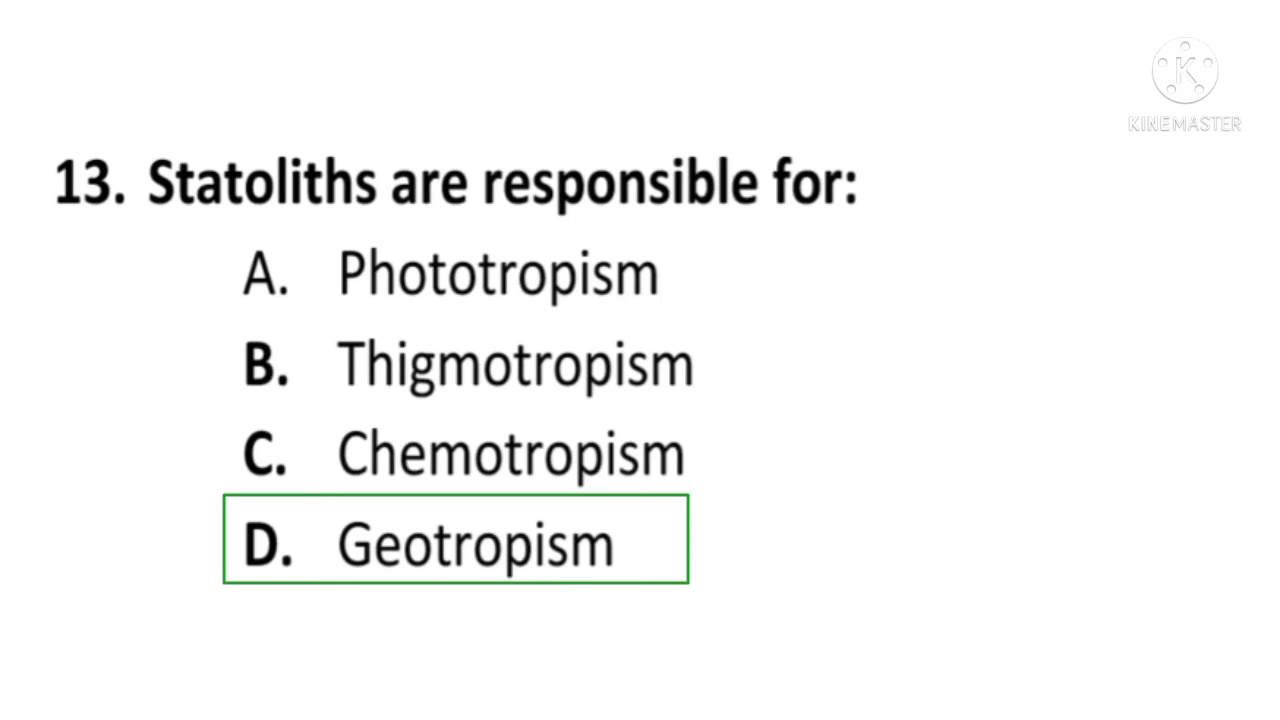 K
KINEMASTER
13. Statoliths are responsible for:
A. Phototropism
B. Thigmotropism
C. Chemotropism
D. Geotropism